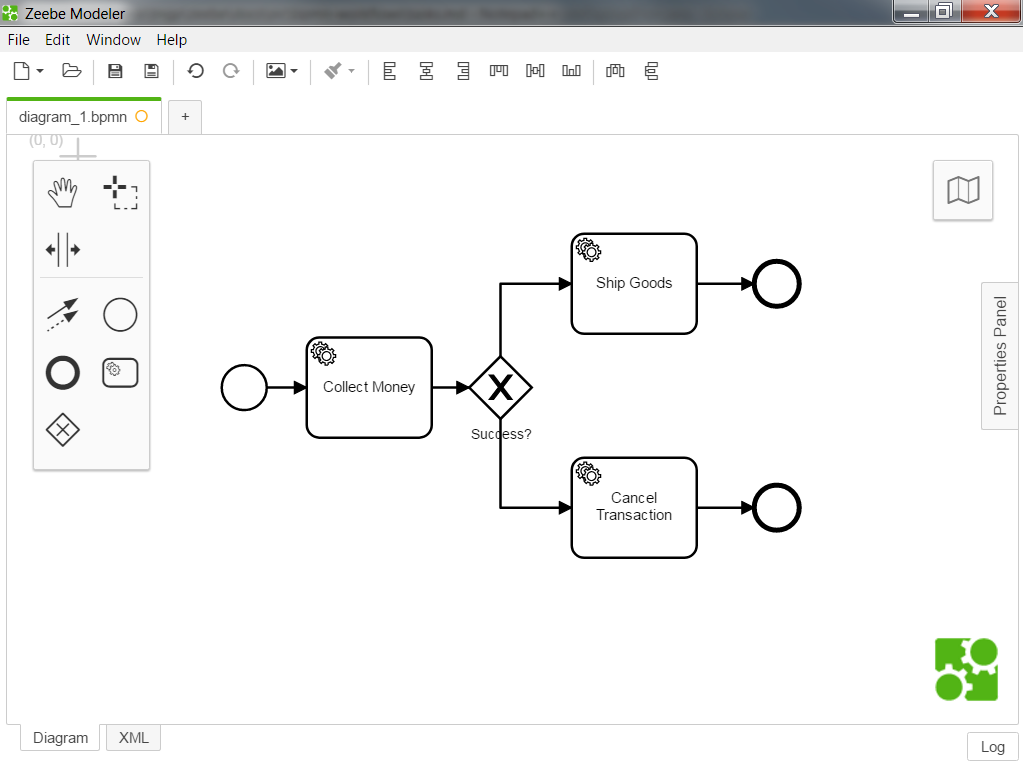 Zeebe Modeler
File Edit Window Help
diagram_1.bpmn +
(0, 0)
Ship Goods
Collect Money
Success?
Cancel
Transaction
Properties Panel
Diagram XML
Log